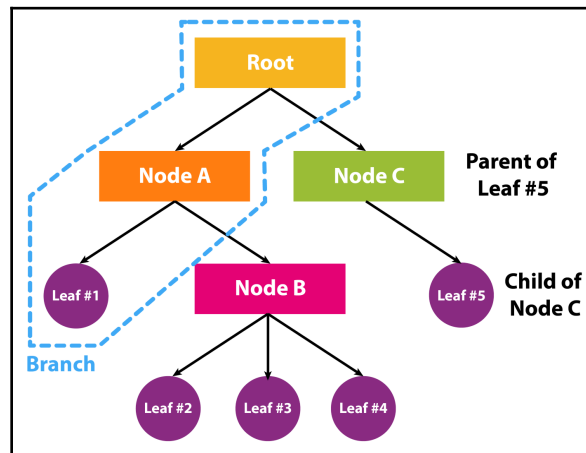 Root
Node A
Node C
Parent of
Leaf #5
Leaf #1
Node B
Leaf #5
Child of
Node C
Branch
Leaf #2
Leaf #3
Leaf #4